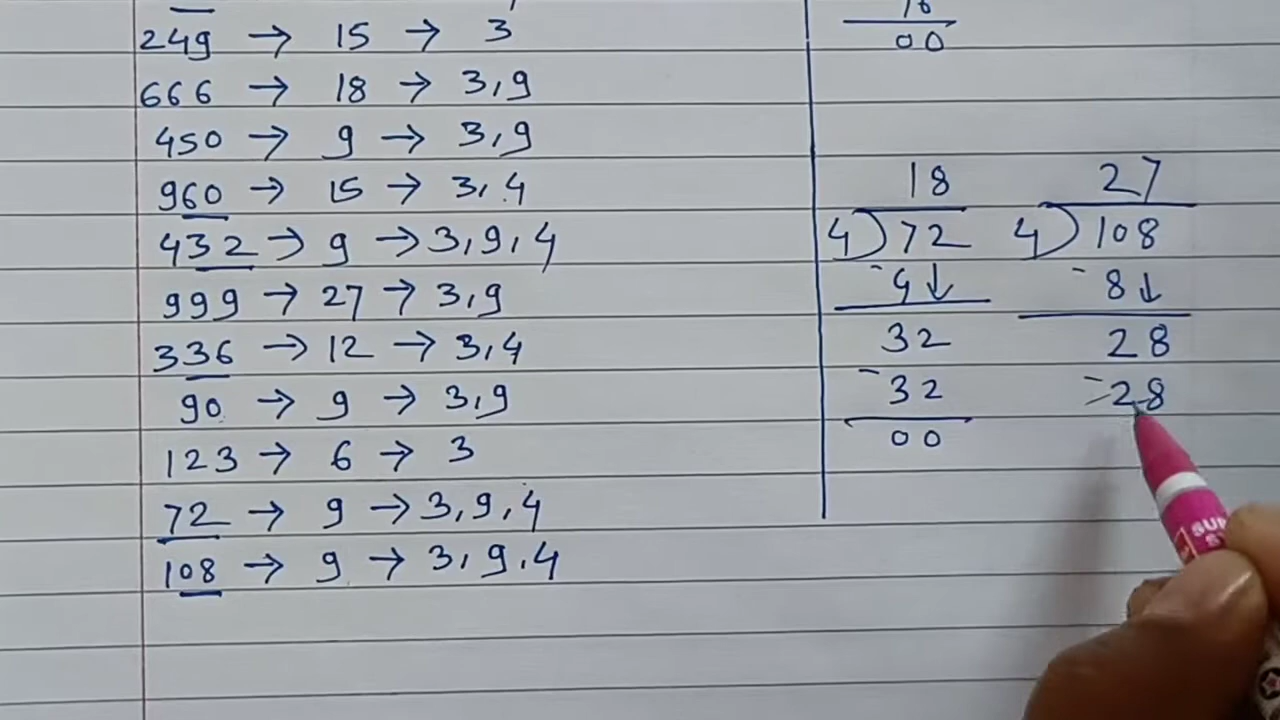 249 → 15 → 3
666 → 18 → 3,9
450 → 9 → 3,9
960 → 15 → 3,4
432 → 9 → 3,9,4
999 → 27 → 3,9
336 → 12 → 3,4
90 → 9 → 3,9
123 → 6 → 3
72 → 9 → 3,9,4
108 → 9 → 3,9,4
00
18
4)72
-4↓
32
-32
00
27
4)108
-8↓
28
-28